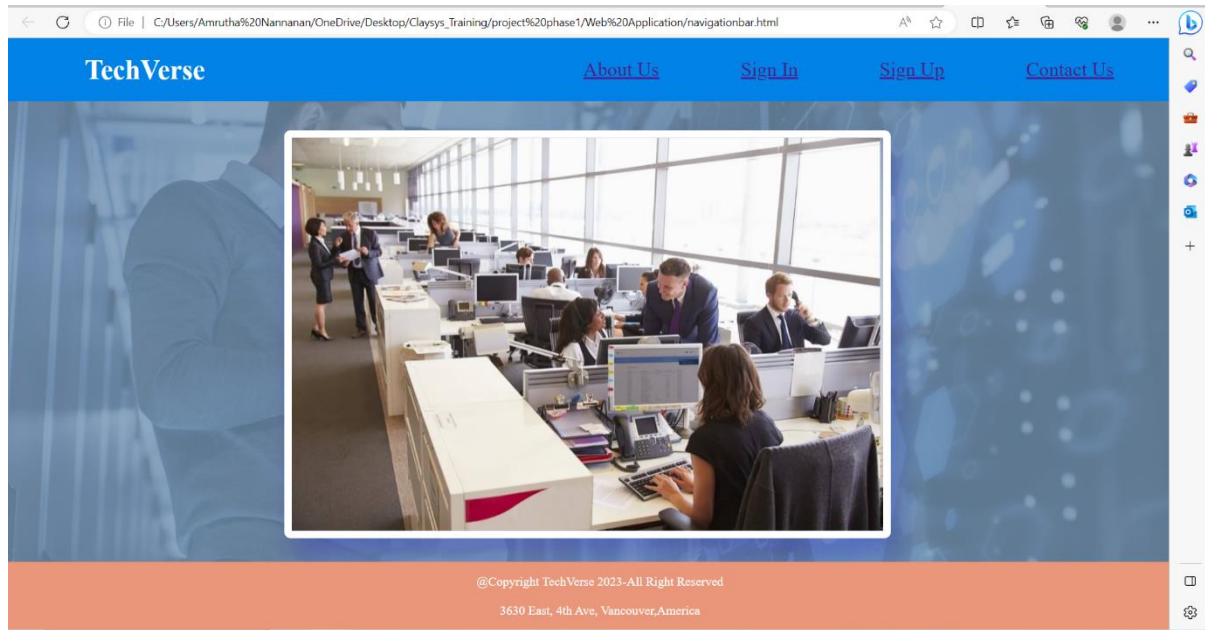 File | C:/Users/Amrutha%20Nannanan/OneDrive/Desktop/Claysys_Training/project%20phase1/Web%20Application/navigationbar.html
TechVerse About Us Sign In Sign Up Contact Us
@Copyright TechVerse 2023-All Right Reserved
3630 East, 4th Ave, Vancouver,America